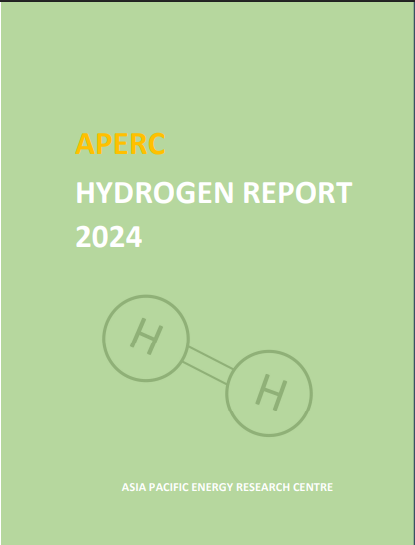 APERC
HYDROGEN REPORT
2024
H
H
ASIA PACIFIC ENERGY RESEARCH CENTRE